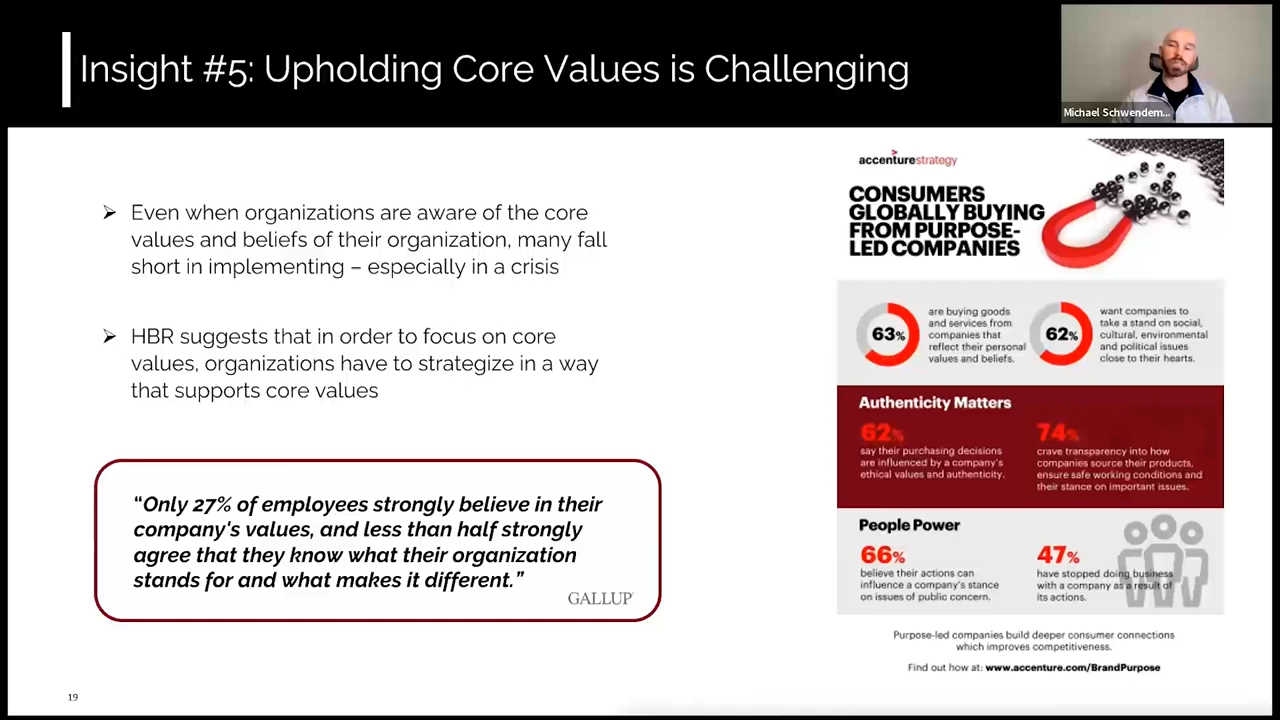 Insight #5: Upholding Core Values is Challenging
Michael Schwendem...
➢ Even when organizations are aware of the core
values and beliefs of their organization, many fall
short in implementing – especially in a crisis
➢ HBR suggests that in order to focus on core
values, organizations have to strategize in a way
that supports core values
“Only 27% of employees strongly believe in their
company's values, and less than half strongly
agree that they know what their organization
stands for and what makes it different.”
GALLUP
accenturestrategy
CONSUMERS
GLOBALLY BUYING
FROM PURPOSE-
LED COMPANIES
63%
are buying goods
and services from
companies that
reflect their personal
values and beliefs.
62%
want companies to
take a stand on social,
cultural, environmental
and political issues
close to their hearts.
Authenticity Matters
62%
say their purchasing decisions
are influenced by a company's
ethical values and authenticity.
74%
crave transparency into how
companies source their products,
ensure safe working conditions and
their stance on important issues.
People Power
66%
believe their actions can
influence a company's stance
on issues of public concern.
47%
have stopped doing business
with a company as a result of
its actions.
Purpose-led companies build deeper consumer connections
which improves competitiveness.
Find out how at: www.accenture.com/BrandPurpose
19